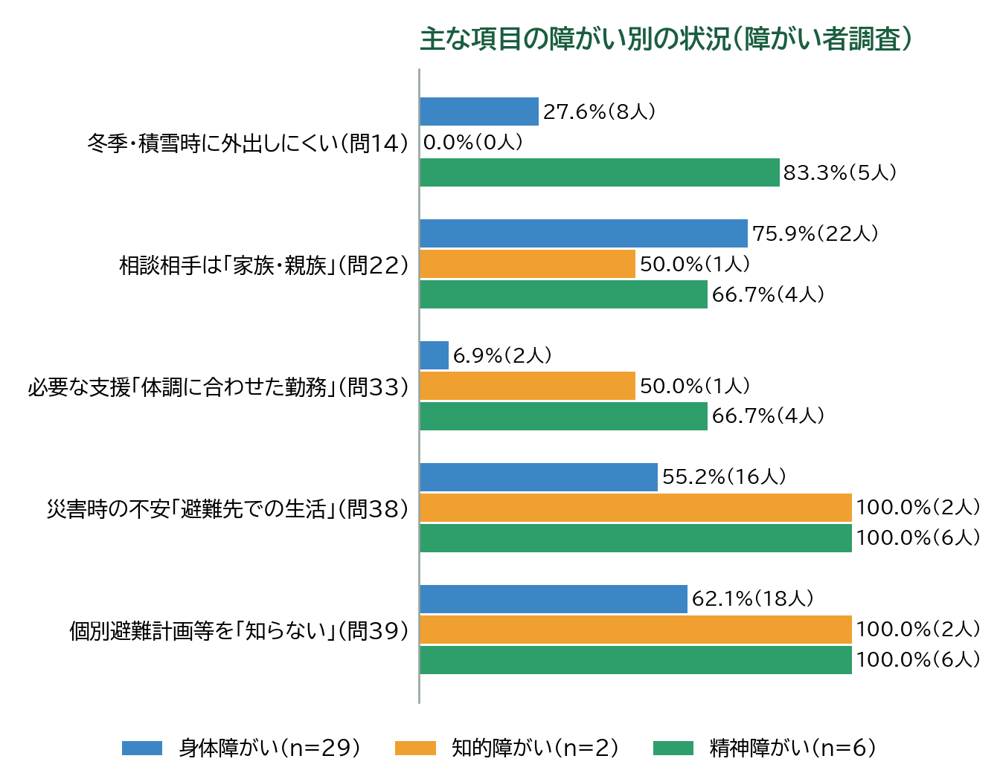 主な項目の障がい別の状況（障がい者調査）
27.6%（8人）
冬季・積雪時に外出しにくい（問14）
0.0%（0人）
83.3%（5人）
75.9%（22人）
相談相手は「家族・親族」（問22）
50.0%（1人）
66.7%（4人）
6.9%（2人）
必要な支援「体調に合わせた勤務」（問33）
50.0%（1人）
66.7%（4人）
55.2%（16人）
災害時の不安「避難先での生活」（問38）
100.0%（2人）
100.0%（6人）
62.1%（18人）
個別避難計画等を「知らない」（問39）
100.0%（2人）
100.0%（6人）
身体障がい（n=29） 知的障がい（n=2） 精神障がい（n=6）